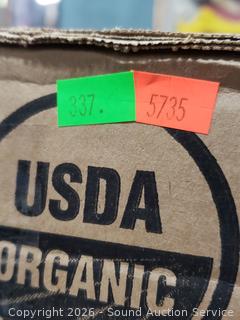 337. 5735
USDA
ORGANIC
Copyright 2026 - Sound Auction Service